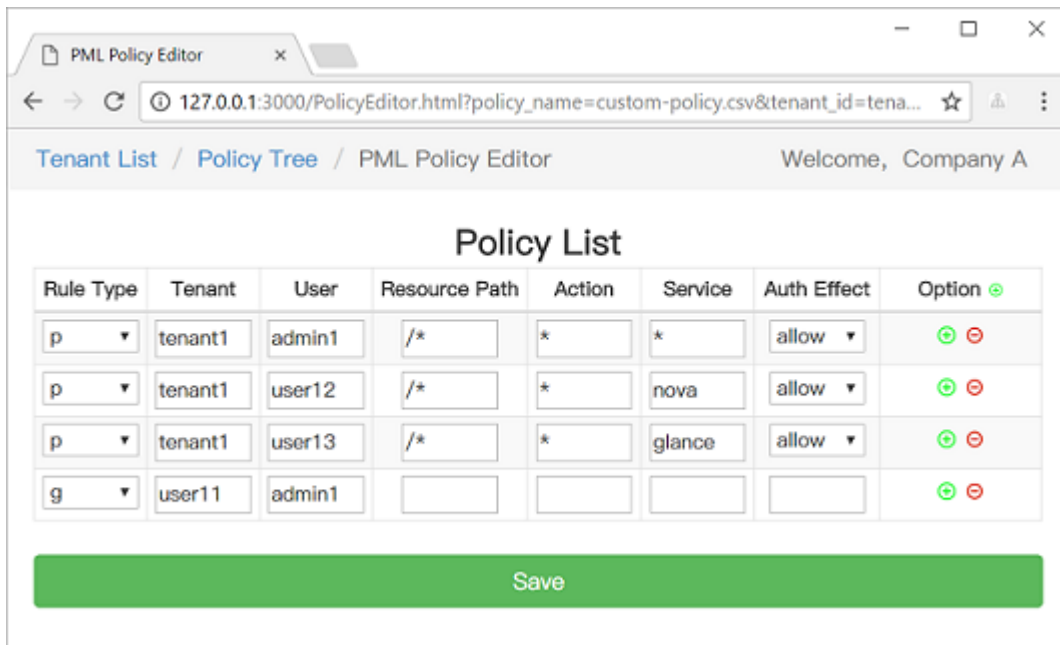 PML Policy Editor
127.0.0.1:3000/PolicyEditor.html?policy_name=custom-policy.csv&tenant_id=tena...
Tenant List / Policy Tree / PML Policy Editor Welcome, Company A
Policy List
Rule Type Tenant User Resource Path Action Service Auth Effect Option
p tenant1 admin1 /* * * allow
p tenant1 user12 /* * nova allow
p tenant1 user13 /* * glance allow
g user11 admin1
Save